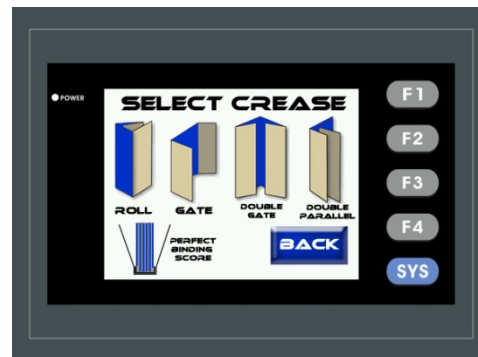 POWER
SELECT CREASE
ROLL
GATE
DOUBLE
GATE
DOUBLE
PARALLEL
PERFECT
BINDING
SCORE
BACK
F1
F2
F3
F4
SYS